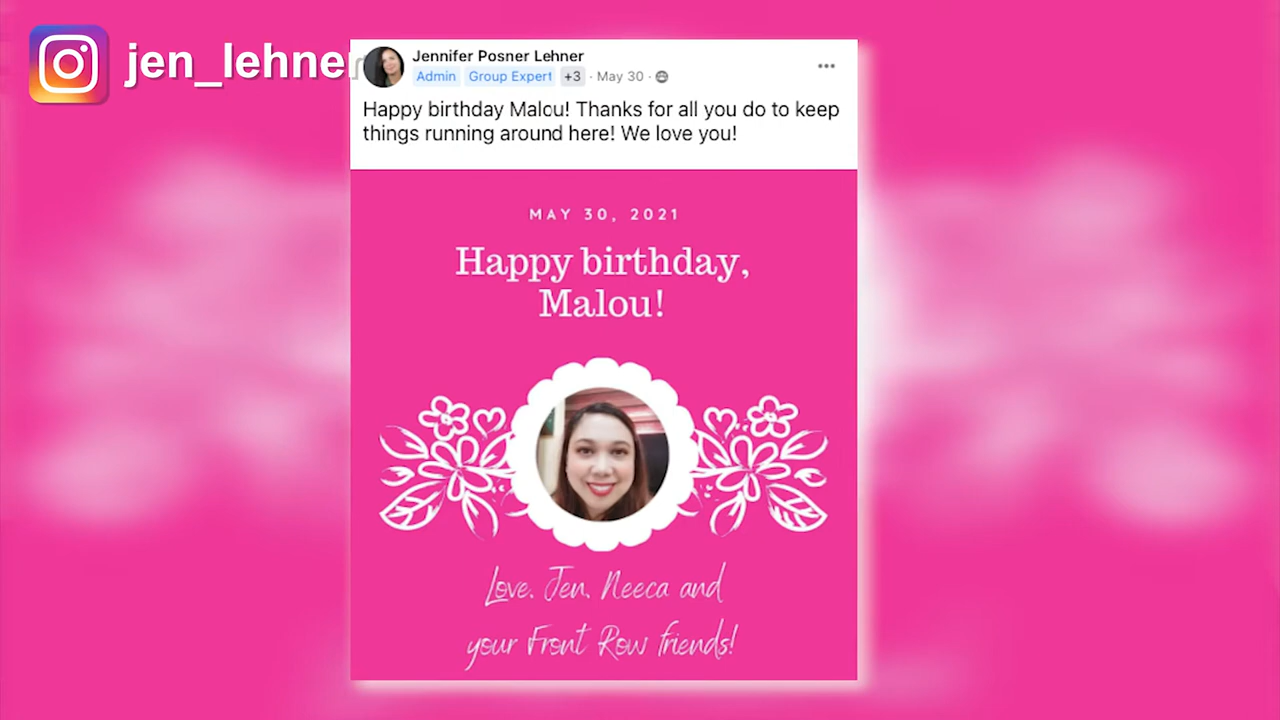 jen_lehner
Jennifer Posner Lehner
Admin Group Expert +3 · May 30 ·
Happy birthday Malou! Thanks for all you do to keep
things running around here! We love you!
MAY 30, 2021
Happy birthday,
Malou!
Love, Jen, Neeca and
your Front Row friends!